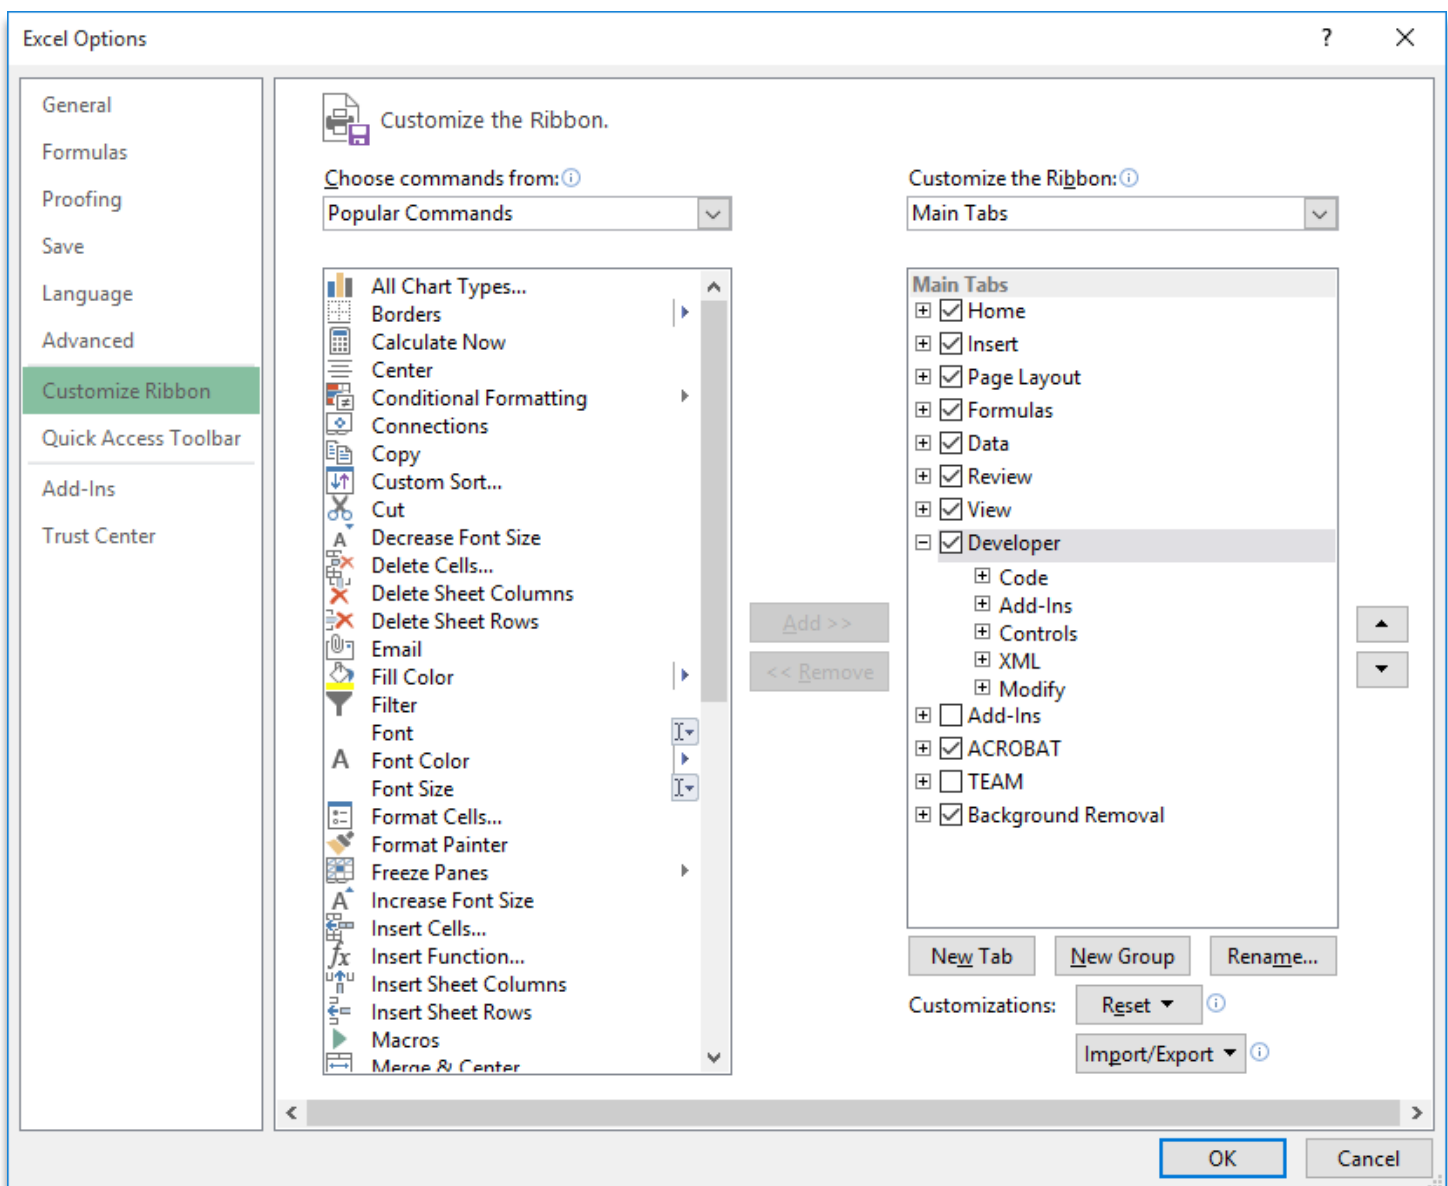 Excel Options
?
General
Formulas
Proofing
Save
Language
Advanced
Customize Ribbon
Quick Access Toolbar
Add-Ins
Trust Center
Customize the Ribbon.
Choose commands from:
Popular Commands
All Chart Types...
Borders
Calculate Now
Center
Conditional Formatting
Connections
Copy
Custom Sort...
Cut
Decrease Font Size
Delete Cells...
Delete Sheet Columns
Delete Sheet Rows
Email
Fill Color
Filter
Font
Font Color
Font Size
Format Cells...
Format Painter
Freeze Panes
Increase Font Size
Insert Cells...
Insert Function...
Insert Sheet Columns
Insert Sheet Rows
Macros
Merge & Center
Add >>
<< Remove
Customize the Ribbon:
Main Tabs
Main Tabs
Home
Insert
Page Layout
Formulas
Data
Review
View
Developer
Code
Add-Ins
Controls
XML
Modify
Add-Ins
ACROBAT
TEAM
Background Removal
New Tab New Group Rename...
Customizations: Reset
Import/Export
OK Cancel